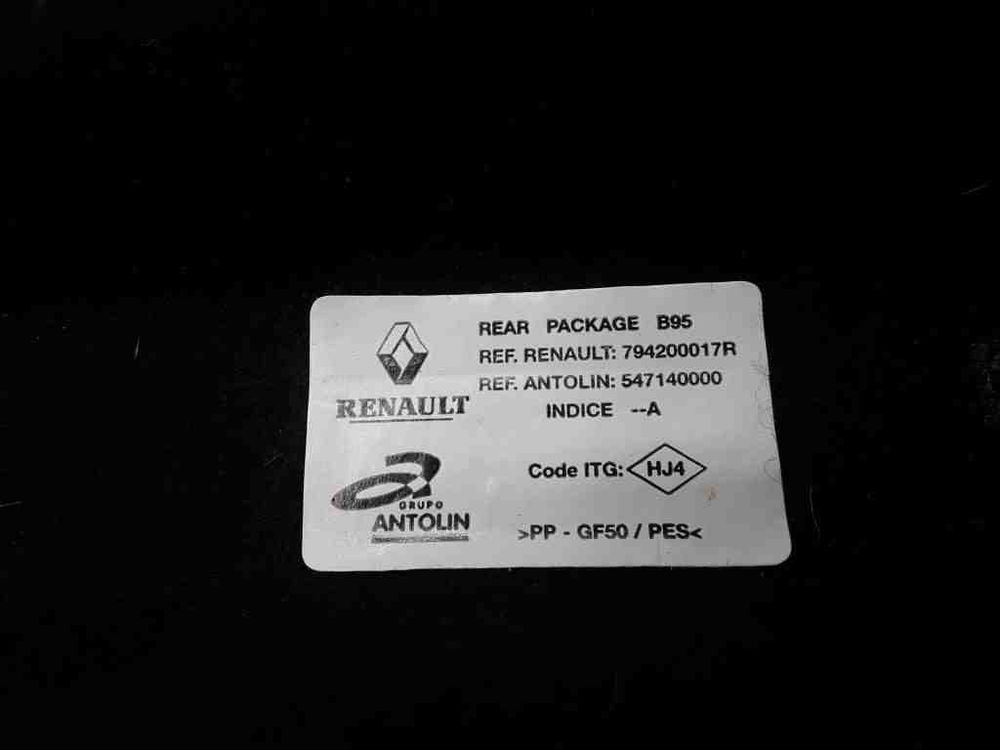 REAR PACKAGE B95
REF. RENAULT: 794200017R
REF. ANTOLIN: 547140000
INDICE --A
RENAULT
Code ITG: HJ4
GRUPO
ANTOLIN
>PP - GF50 / PES<